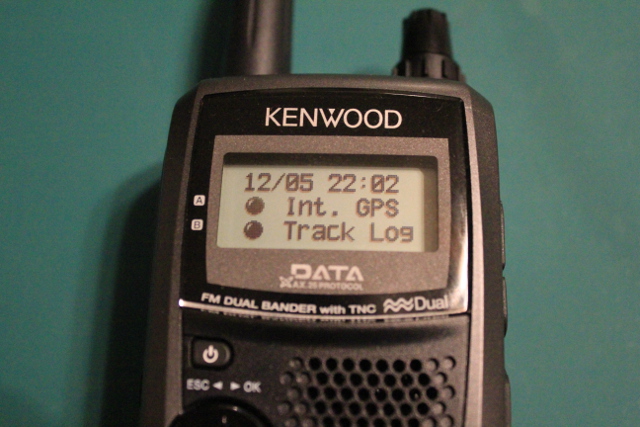 KENWOOD
12/05 22:02
A
Int. GPS
B
Track Log
DATA
AX.25 PROTOCOL
FM DUAL BANDER with TNC
Dual
ESC ◄ ► OK